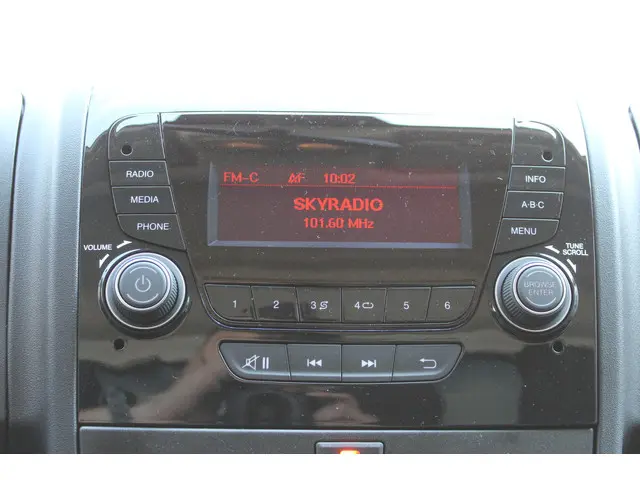 FM-C AF 10:02
SKYRADIO
101.60 MHz
RADIO
MEDIA
PHONE
INFO
A·B·C
MENU
VOLUME
TUNE
SCROLL
BROWSE
ENTER
1 2 3 4 5 6